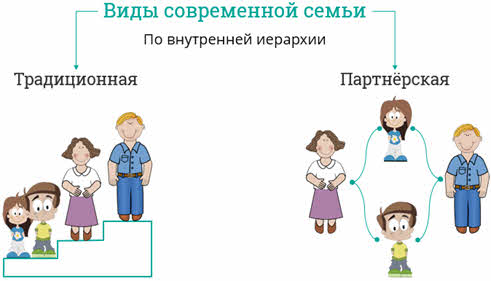 Виды современной семьи
По внутренней иерархии
Традиционная
Партнёрская